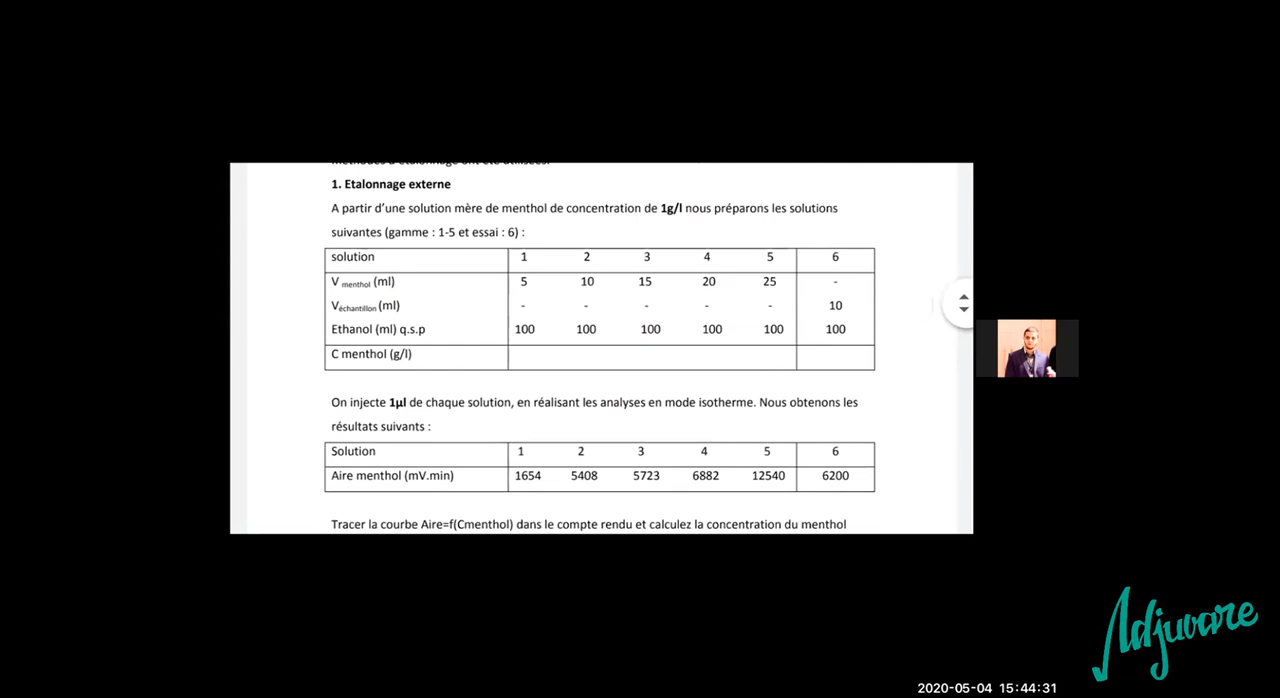 1. Etalonnage externe
A partir d'une solution mère de menthol de concentration de 1g/l nous préparons les solutions
suivantes (gamme : 1-5 et essai : 6) :
solution 1 2 3 4 5 6
V menthol (ml) 5 10 15 20 25 -
Véchantillon (ml) - - - - - 10
Ethanol (ml) q.s.p 100 100 100 100 100 100
C menthol (g/l)
On injecte 1µl de chaque solution, en réalisant les analyses en mode isotherme. Nous obtenons les
résultats suivants :
Solution 1 2 3 4 5 6
Aire menthol (mV.min) 1654 5408 5723 6882 12540 6200
Tracer la courbe Aire=f(Cmenthol) dans le compte rendu et calculez la concentration du menthol
Adjuvare
2020-05-04 15:44:31